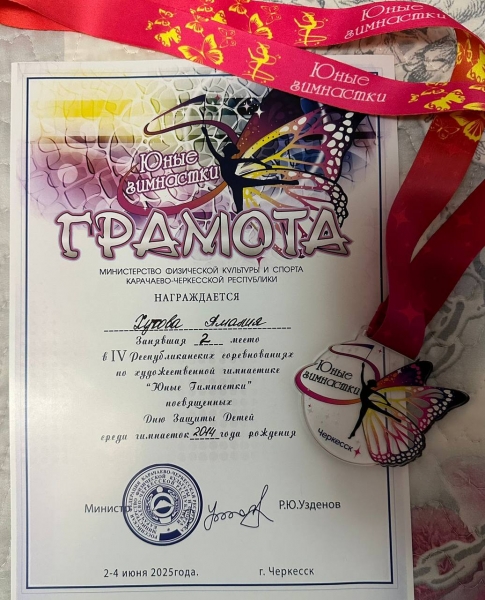 Юные гимнастки
Юные
гимнастки
Юные
гимнастки
ГРАМОТА
МИНИСТЕРСТВО ФИЗИЧЕСКОЙ КУЛЬТУРЫ И СПОРТА
КАРАЧАЕВО-ЧЕРКЕССКОЙ РЕСПУБЛИКИ
НАГРАЖДАЕТСЯ
Хутова Амалия
Занявшая 2 место
в IV Республиканских соревнованиях
по художественной гимнастике
"Юные Гимнастки"
посвященных
Дню Защиты Детей
среди гимнасток 2014 года рождения
Юные
гимнастки
Черкесск
Министр
Р.Ю.Узденов
2-4 июня 2025года.
г. Черкесск